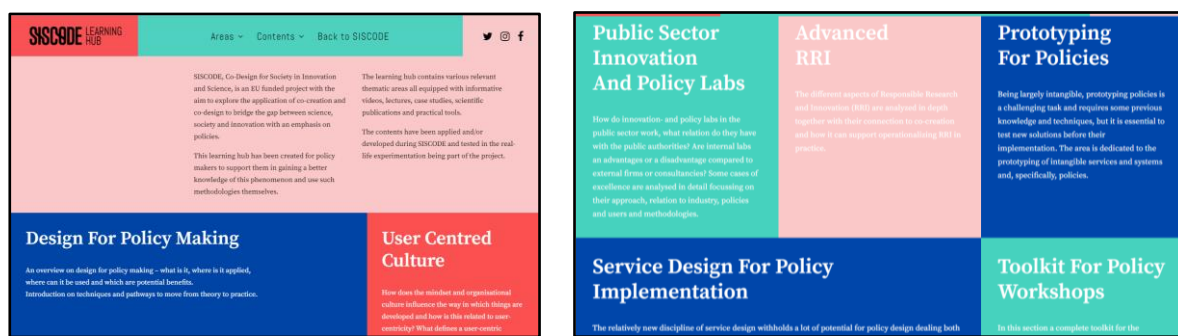 SISCODE LEARNING HUB
Areas Contents Back to SISCODE
SISCODE, Co-Design for Society in Innovation
and Science, is an EU funded project with the
aim to explore the application of co-creation and
co-design to bridge the gap between science,
society and innovation with an emphasis on
policies.
This learning hub has been created for policy
makers to support them in gaining a better
knowledge of this phenomenon and use such
methodologies themselves.
The learning hub contains various relevant
thematic areas all equipped with informative
videos, lectures, case studies, scientific
publications and practical tools.
The contents have been applied and/or
developed during SISCODE and tested in the real-
life experimentation being part of the project.
Design For Policy Making
An overview on design for policy making – what is it, where is it applied,
where can it be used and which are potential benefits.
Introduction on techniques and pathways to move from theory to practice.
User Centred
Culture
How does the mindset and organisational
culture influence the way in which things are
developed and how is this related to user-
centricity? What defines a user-centric
Public Sector
Innovation
And Policy Labs
How do innovation- and policy labs in the
public sector work, what relation do they have
with the public authorities? Are internal labs
an advantages or a disadvantage compared to
external firms or consultancies? Some cases of
excellence are analysed in detail focussing on
their approach, relation to industry, policies
and users and methodologies.
Advanced
RRI
The different aspects of Responsible Research
and Innovation (RRI) are analysed in depth
together with their connection to co-creation
and how it can support operationalising RRI in
practice.
Prototyping
For Policies
Being largely intangible, prototyping policies is
a challenging task and requires some previous
knowledge and techniques, but it is essential to
test new solutions before their
implementation. The area is dedicated to the
prototyping of intangible services and systems
and, specifically, policies.
Service Design For Policy
Implementation
The relatively new discipline of service design withholds a lot of potential for policy design dealing both
Toolkit For Policy
Workshops
In this section a complete toolkit for the